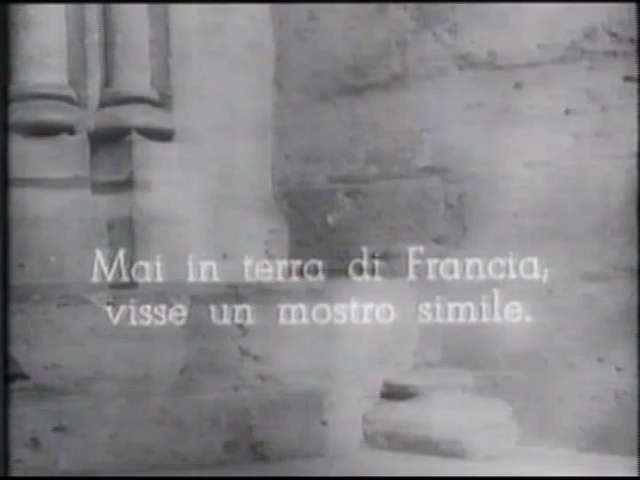 Mai in terra di Francia,
visse un mostro simile.